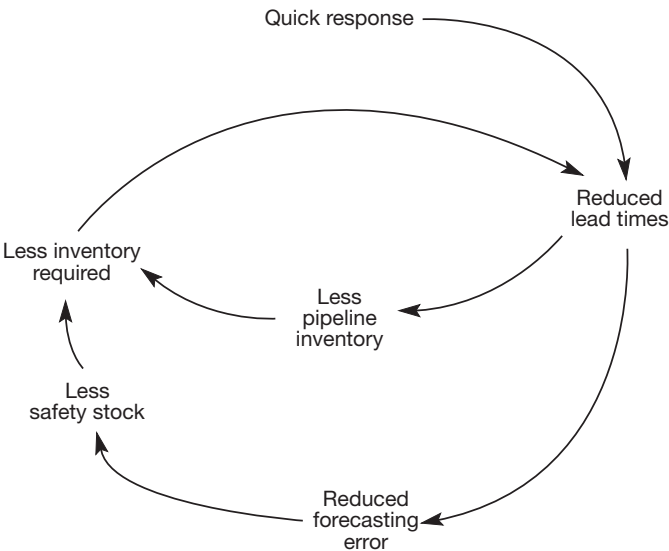 Quick response
Reduced
lead times
Less inventory
required
Less
pipeline
inventory
Less
safety stock
Reduced
forecasting
error